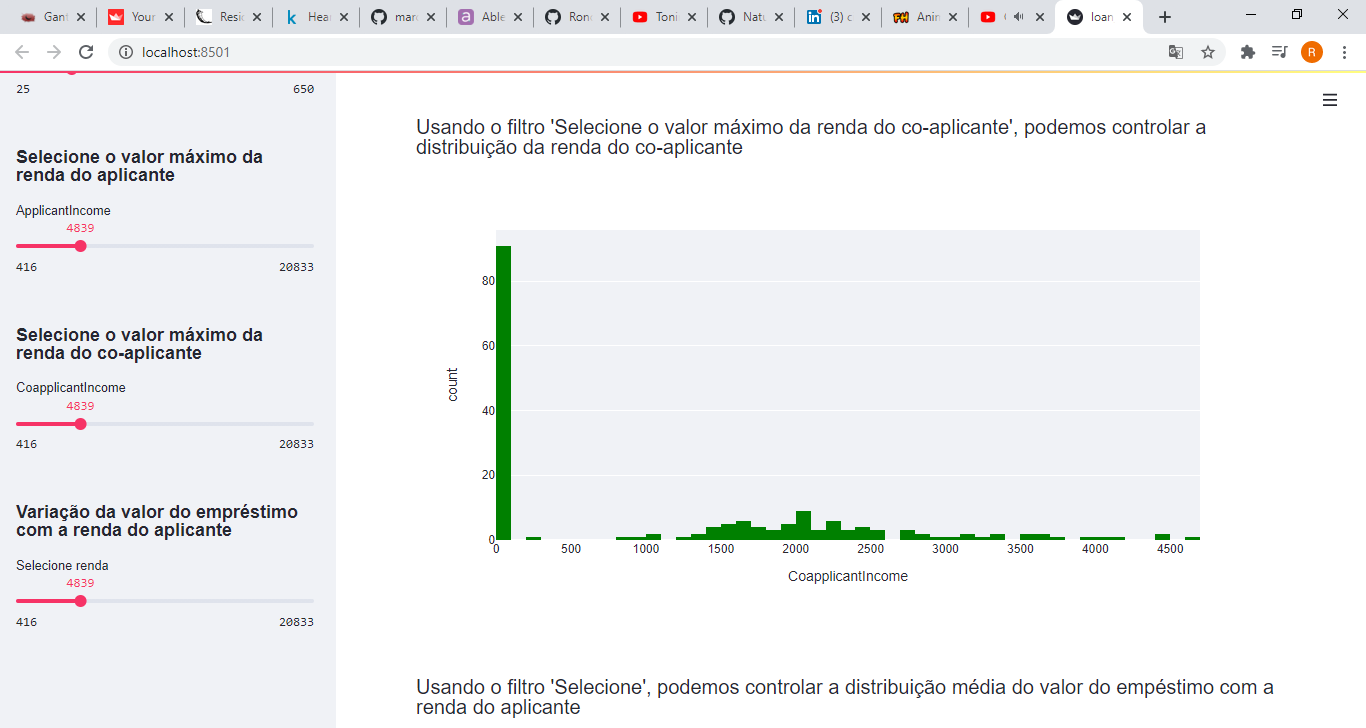 Gant
Your
Resid
Hear
mar
Able
Ron
Toni
Natu
(3) c
Anin
loan
localhost:8501
R
25 650
Selecione o valor máximo da
renda do aplicante
ApplicantIncome
4839
416 20833
Selecione o valor máximo da
renda do co-aplicante
CoapplicantIncome
4839
416 20833
Variação da valor do empréstimo
com a renda do aplicante
Selecione renda
4839
416 20833
Usando o filtro 'Selecione o valor máximo da renda do co-aplicante', podemos controlar a
distribuição da renda do co-aplicante
80
60
40
20
0
count
0 500 1000 1500 2000 2500 3000 3500 4000 4500
CoapplicantIncome
Usando o filtro 'Selecione', podemos controlar a distribuição média do valor do empéstimo com a
renda do aplicante